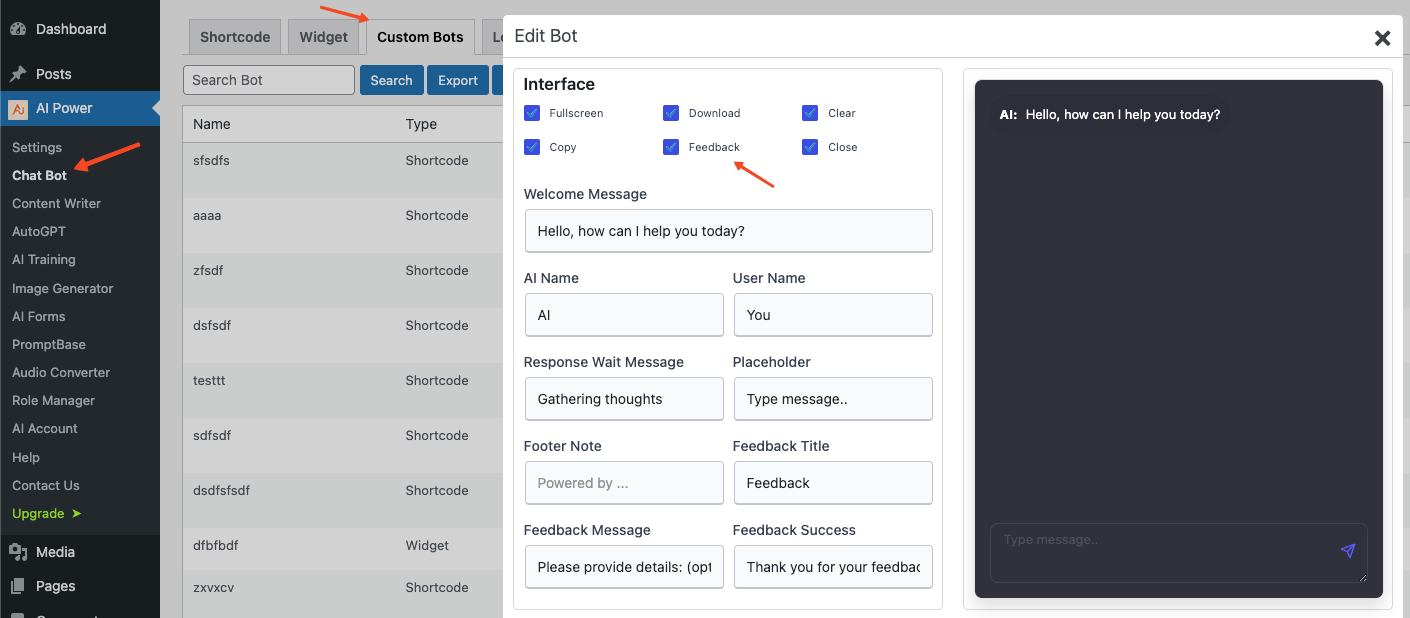 Dashboard
Posts
AI Power
Settings
Chat Bot
Content Writer
AutoGPT
AI Training
Image Generator
AI Forms
PromptBase
Audio Converter
Role Manager
AI Account
Help
Contact Us
Upgrade ➤
Media
Pages
Shortcode Widget Custom Bots
Search Bot Search Export
Name Type
sfsdfs Shortcode
aaaa Shortcode
zfsdf Shortcode
dsfsdf Shortcode
testtt Shortcode
sdfsdf Shortcode
dsdfsfsdf Shortcode
dfbfbdf Widget
zxvxcv Shortcode
Edit Bot
Interface
Fullscreen Download Clear
Copy Feedback Close
Welcome Message
Hello, how can I help you today?
AI Name User Name
AI You
Response Wait Message Placeholder
Gathering thoughts Type message..
Footer Note Feedback Title
Powered by ... Feedback
Feedback Message Feedback Success
Please provide details: (opt Thank you for your feedbac
AI: Hello, how can I help you today?
Type message..